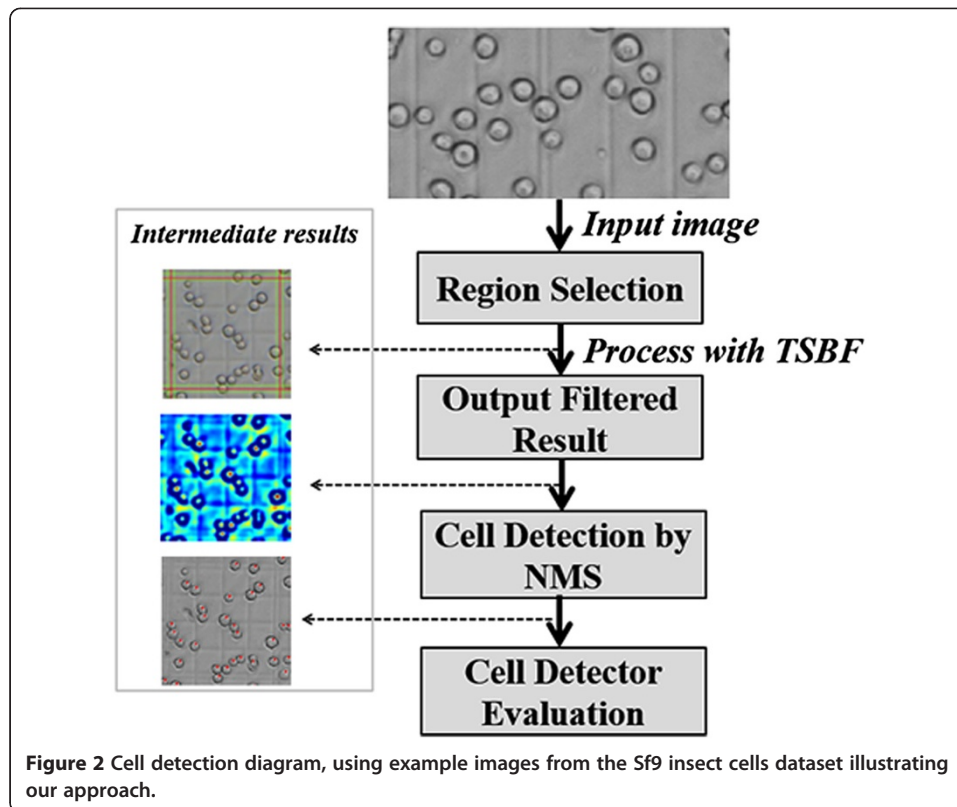 Input image
Intermediate results
Region Selection
Process with TSBF
Output Filtered
Result
Cell Detection by
NMS
Cell Detector
Evaluation
Figure 2 Cell detection diagram, using example images from the Sf9 insect cells dataset illustrating
our approach.